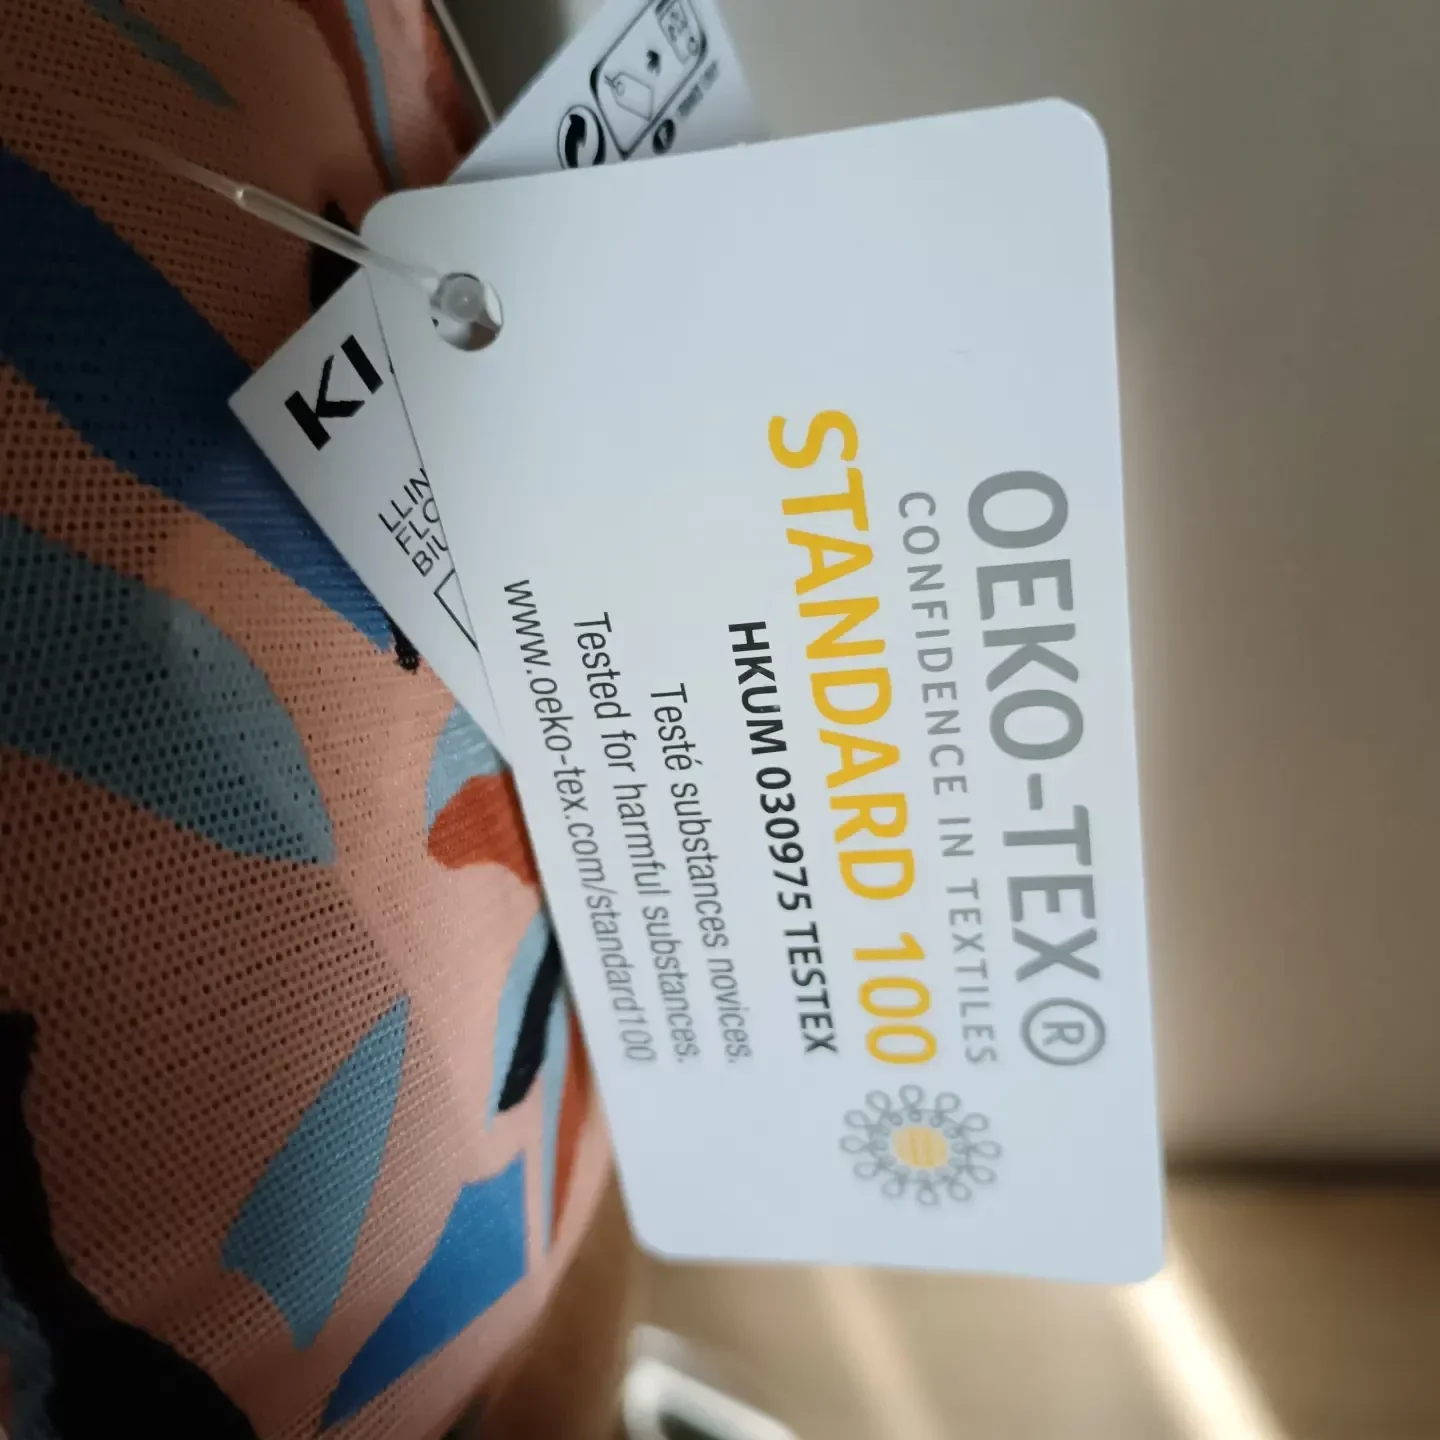 OEKO-TEX®
CONFIDENCE IN TEXTILES
STANDARD 100
HKUM 030975 TESTEX
Testé substances novices.
Tested for harmful substances.
www.oeko-tex.com/standard100
KI